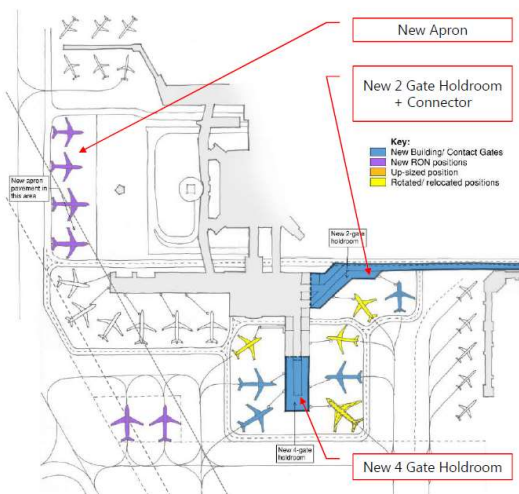 New Apron
New 2 Gate Holdroom
+ Connector
Key:
New Building/ Contact Gates
New RON positions
Up-sized position
Rotated/ relocated positions
New apron
pavement in
this area
New 2-gate
holdroom
New 4-gate
holdroom
New 4 Gate Holdroom